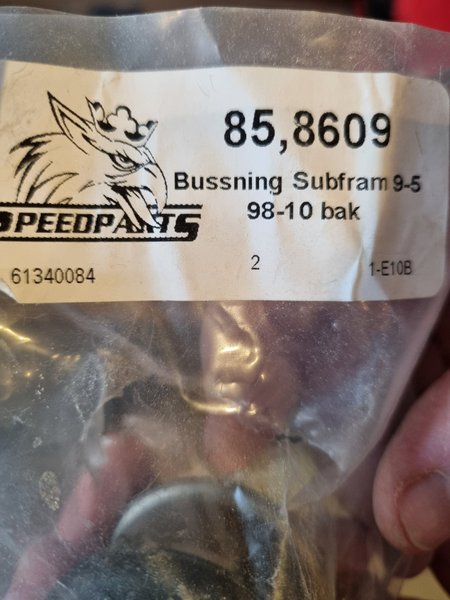 85,8609
Bussning Subfram 9-5
98-10 bak
SPEEDPARTS
61340084
2
1-E10B